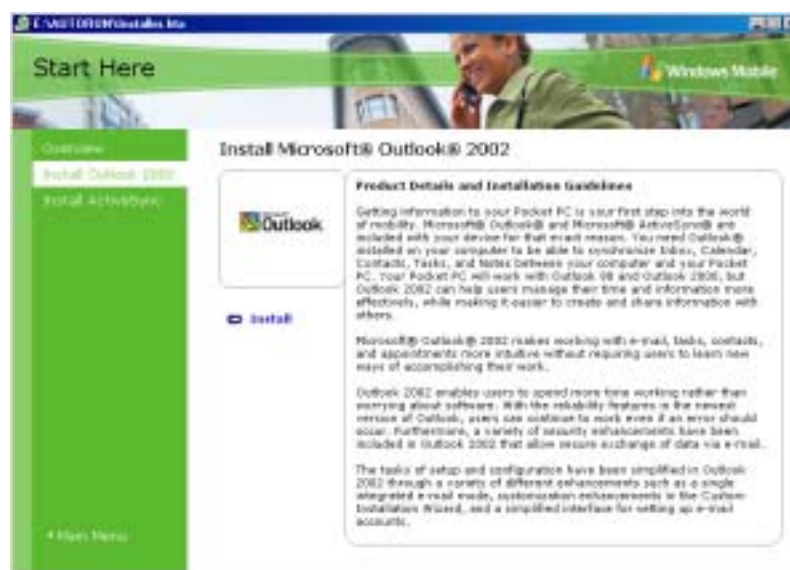 E:\AUTORUN\installer.hta
Start Here
Windows Mobile
Overview
Install Outlook 2002
Install ActiveSync
Install Microsoft® Outlook® 2002
Outlook
Install
Product Details and Installation Guidelines
Getting information to your Pocket PC is your first step into the world
of mobility. Microsoft® Outlook® and Microsoft® ActiveSync® are
included with your device for that exact reason. You need Outlook®
installed on your computer to be able to synchronize Inbox, Calendar,
Contacts, Tasks, and Notes between your computer and your Pocket
PC. Your Pocket PC will work with Outlook 98 and Outlook 2000, but
Outlook 2002 can help users manage their time and information more
effectively, while making it easier to create and share information with
others.
Microsoft® Outlook® 2002 makes working with e-mail, tasks, contacts,
and appointments more intuitive without requiring users to learn new
ways of accomplishing their work.
Outlook 2002 enables users to spend more time working rather than
worrying about software. With the reliability features in the newest
version of Outlook, users can continue to work even if an error should
occur. Furthermore, a variety of security enhancements have been
included in Outlook 2002 that allow secure exchange of data via e-mail.
The tasks of setup and configuration have been simplified in Outlook
2002 through a variety of different enhancements such as a single
integrated e-mail mode, customization enhancements in the Custom
Installation Wizard, and a simplified interface for setting up e-mail
accounts.
Main Menu